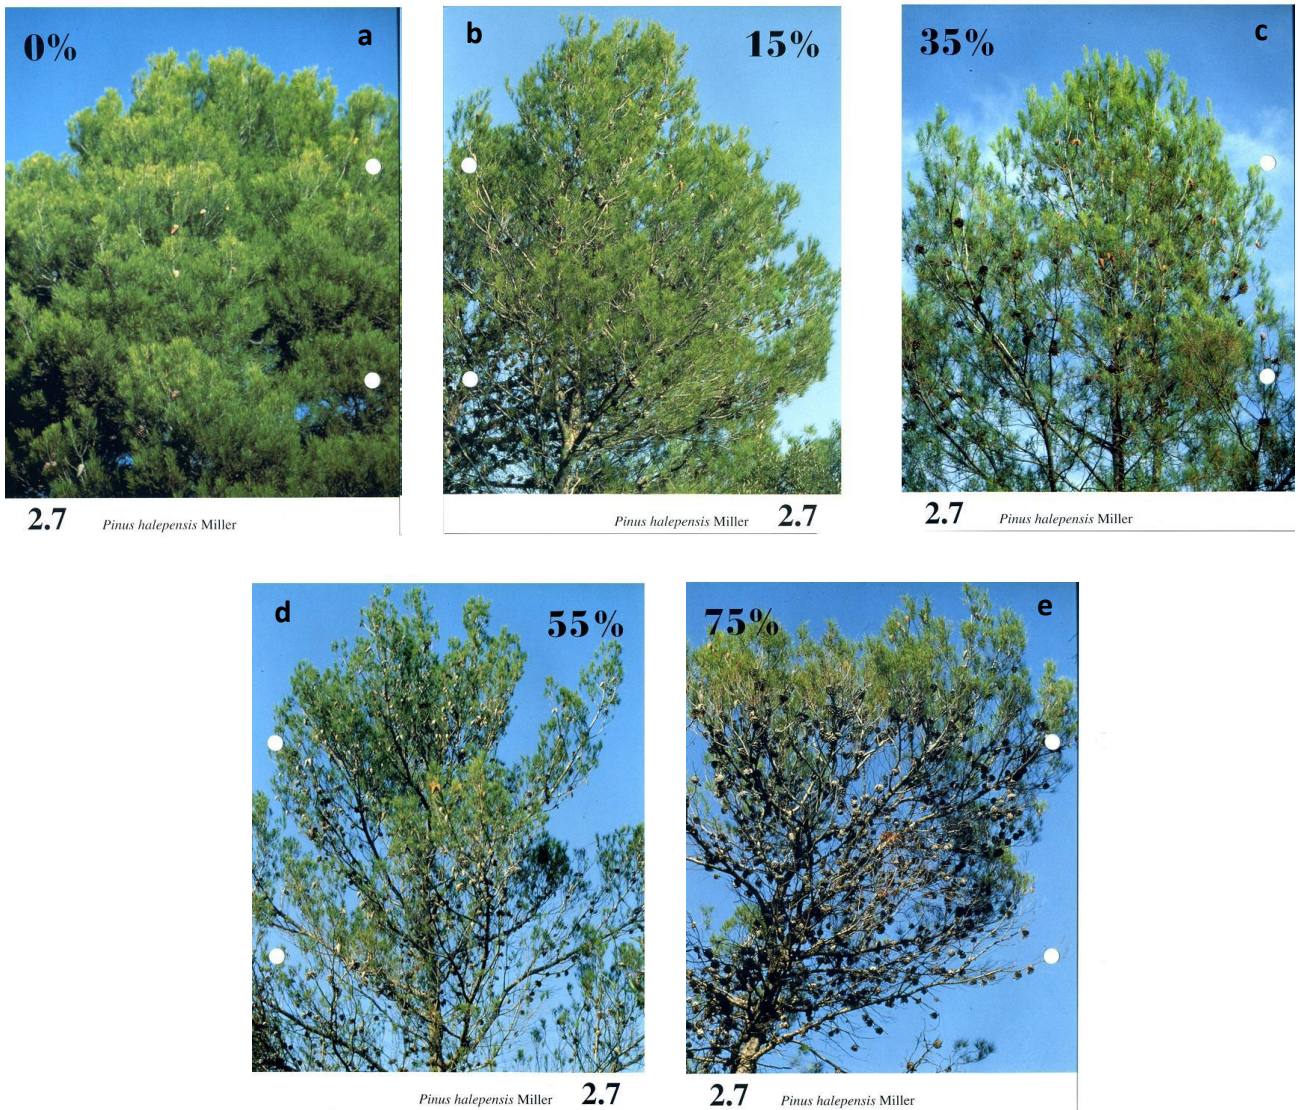 0% a
b 15%
35% c
2.7 Pinus halepensis Miller
Pinus halepensis Miller 2.7
2.7 Pinus halepensis Miller
d 55%
75% e
Pinus halepensis Miller 2.7
2.7 Pinus halepensis Miller